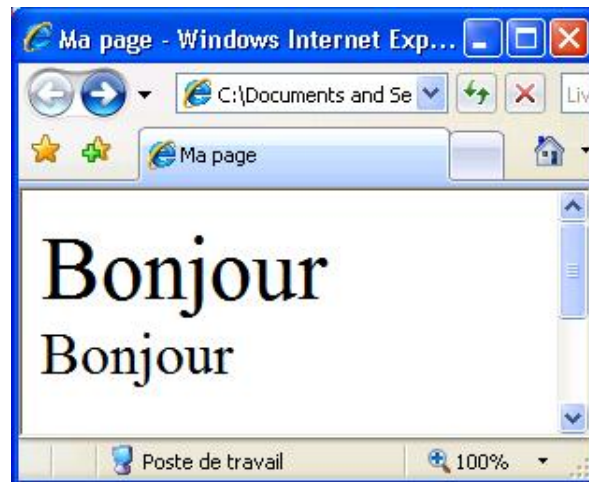 Ma page - Windows Internet Exp...
C:\Documents and Se
Liv
Ma page
Bonjour
Bonjour
Poste de travail
100%